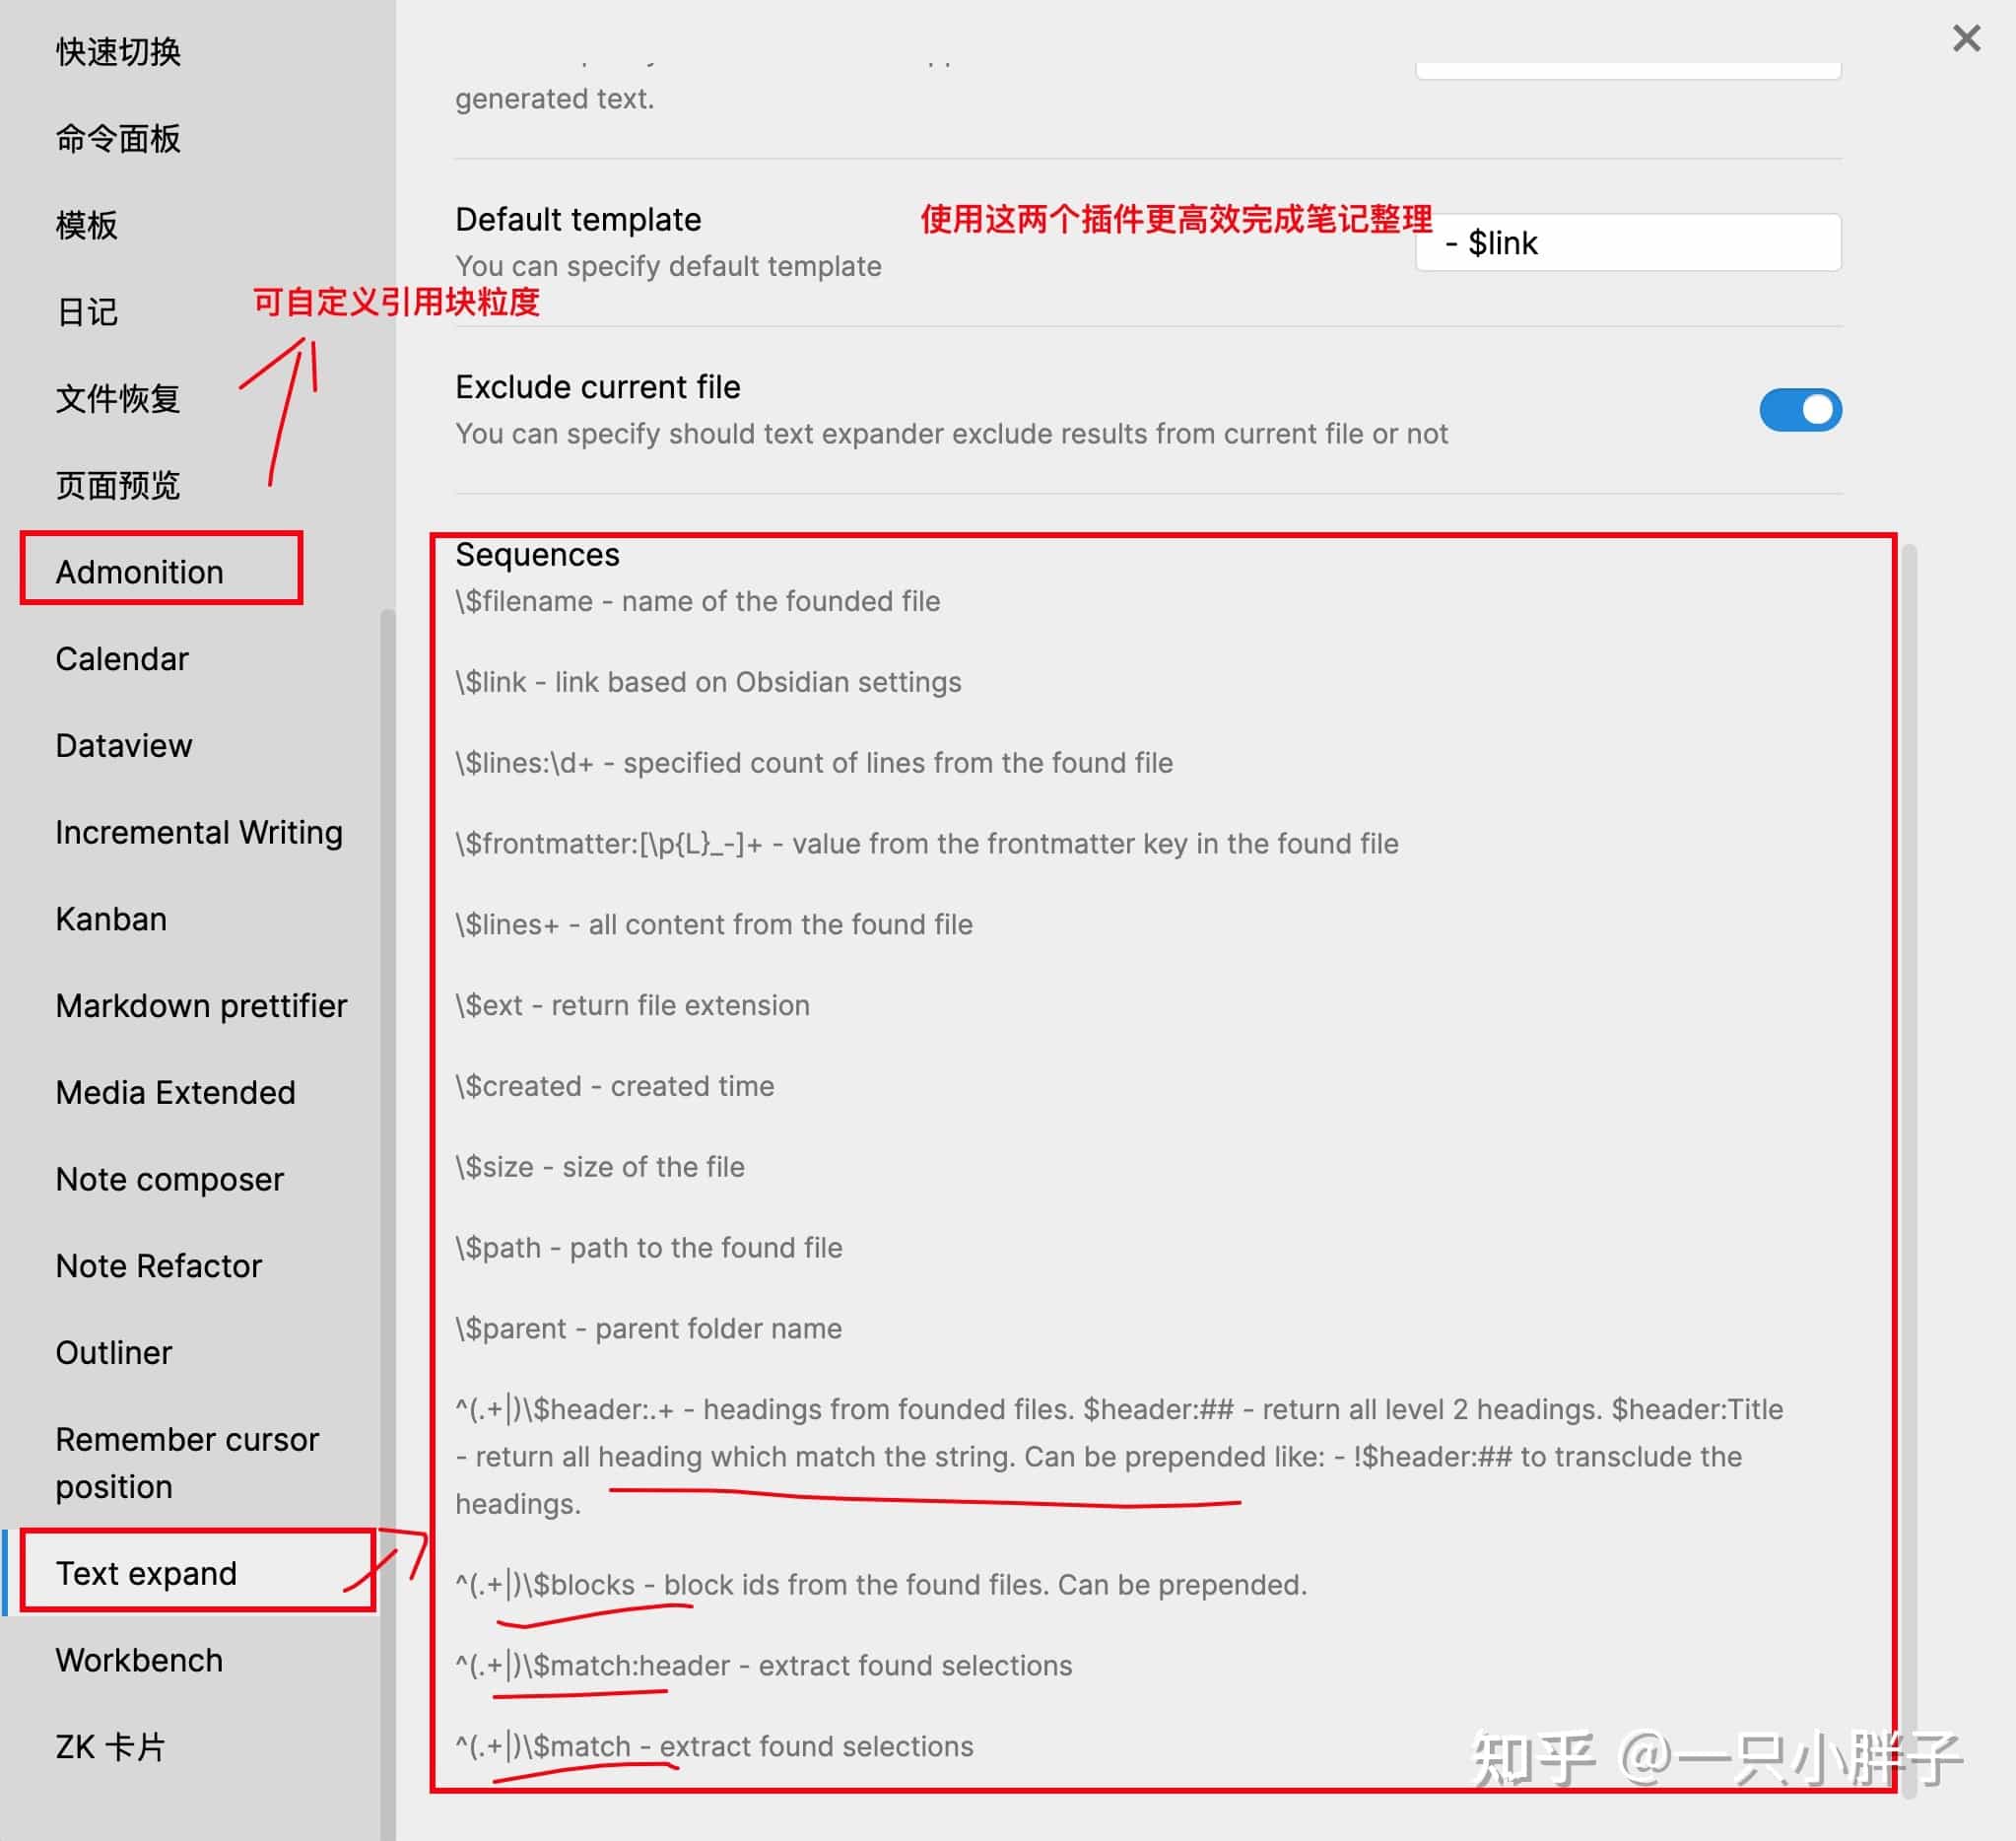 快速切换
命令面板
模板
日记
文件恢复
页面预览
Admonition
Calendar
Dataview
Incremental Writing
Kanban
Markdown prettifier
Media Extended
Note composer
Note Refactor
Outliner
Remember cursor
position
Text expand
Workbench
ZK 卡片
可自定义引用块粒度
generated text.
Default template
使用这两个插件更高效完成笔记整理
- $link
You can specify default template
Exclude current file
You can specify should text expander exclude results from current file or not
Sequences
\$filename - name of the founded file
\$link - link based on Obsidian settings
\$lines:\d+ - specified count of lines from the found file
\$frontmatter:[\p{L}_-]+ - value from the frontmatter key in the found file
\$lines+ - all content from the found file
\$ext - return file extension
\$created - created time
\$size - size of the file
\$path - path to the found file
\$parent - parent folder name
^(.+|)\$header:.+ - headings from founded files. $header:## - return all level 2 headings. $header:Title
- return all heading which match the string. Can be prepended like: - !$header:## to transclude the
headings.
^(.+|)\$blocks - block ids from the found files. Can be prepended.
^(.+|)\$match:header - extract found selections
^(.+|)\$match - extract found selections
知乎 @一只小胖子